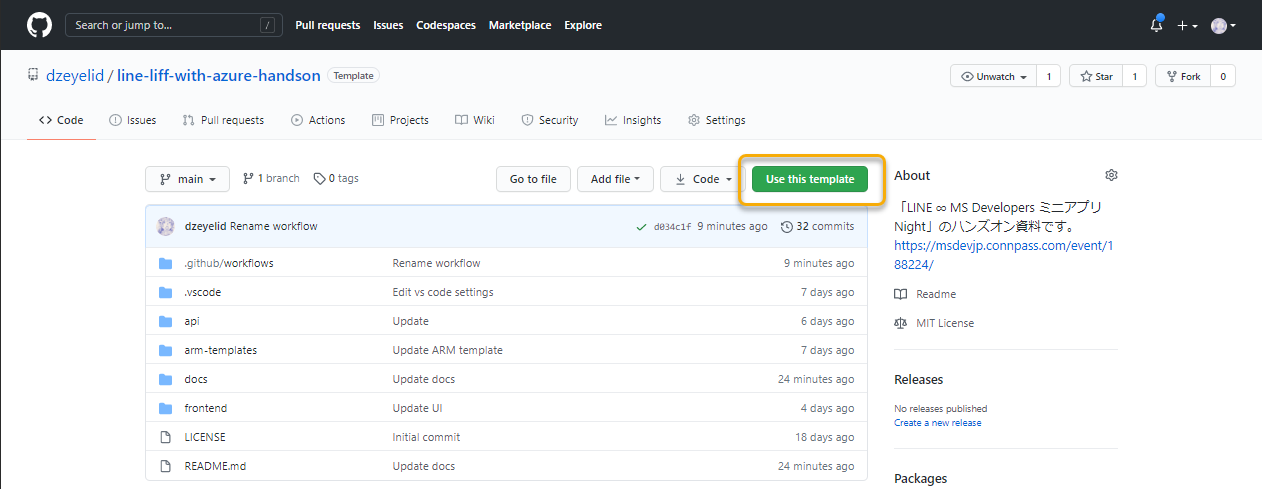 Search or jump to... /
Pull requests Issues Codespaces Marketplace Explore
dzeyelid / line-liff-with-azure-handson Template
Unwatch 1 Star 1 Fork 0
Code Issues Pull requests Actions Projects Wiki Security Insights Settings
main 1 branch 0 tags Go to file Add file Code Use this template
dzeyelid Rename workflow d034c1f 9 minutes ago 32 commits
.github/workflows Rename workflow 9 minutes ago
.vscode Edit vs code settings 7 days ago
api Update 6 days ago
arm-templates Update ARM template 7 days ago
docs Update docs 24 minutes ago
frontend Update UI 4 days ago
LICENSE Initial commit 18 days ago
README.md Update docs 24 minutes ago
About
「LINE ∞ MS Developers ミニアプリ
Night」のハンズオン資料です。
https://msdevjp.connpass.com/event/1
88224/
Readme
MIT License
Releases
No releases published
Create a new release
Packages